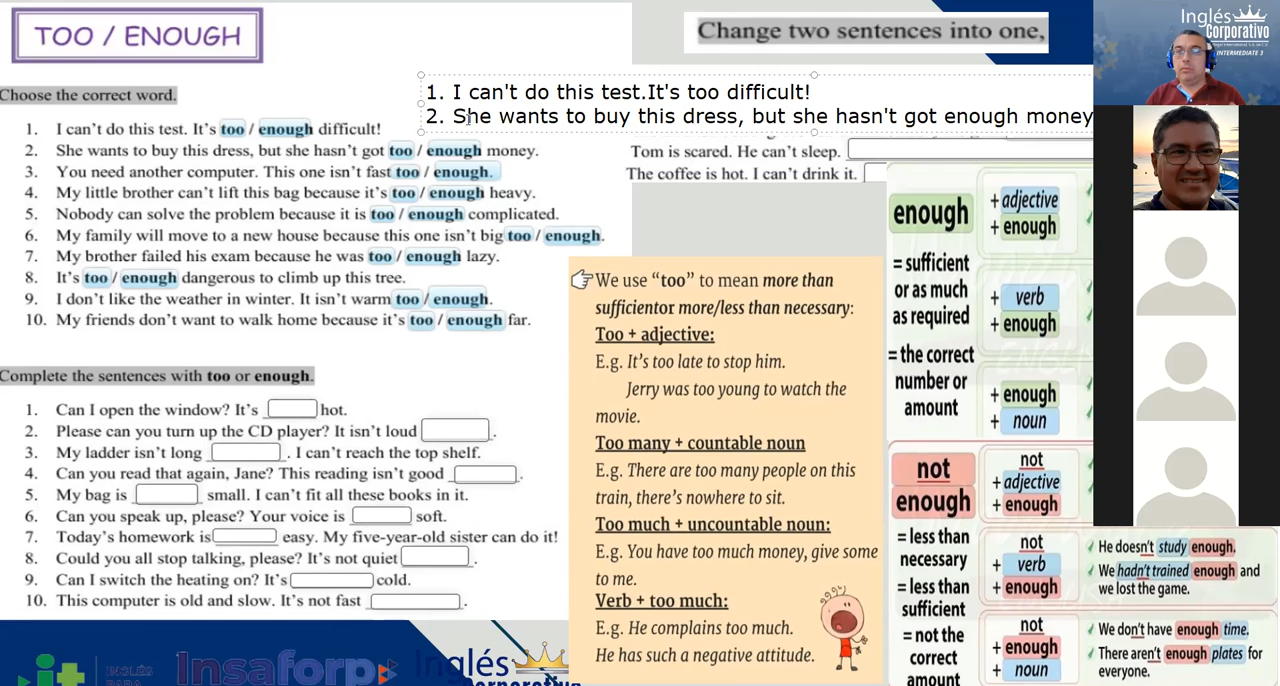 TOO / ENOUGH
Change two sentences into one,
Choose the correct word.
1. I can't do this test.It's too difficult!
2. She wants to buy this dress, but she hasn't got enough money
1. I can’t do this test. It’s too / enough difficult!
2. She wants to buy this dress, but she hasn’t got too / enough money.
3. You need another computer. This one isn’t fast too / enough.
4. My little brother can’t lift this bag because it’s too / enough heavy.
5. Nobody can solve the problem because it is too / enough complicated.
6. My family will move to a new house because this one isn’t big too / enough.
7. My brother failed his exam because he was too / enough lazy.
8. It’s too / enough dangerous to climb up this tree.
9. I don’t like the weather in winter. It isn’t warm too / enough.
10. My friends don’t want to walk home because it’s too / enough far.
Complete the sentences with too or enough.
1. Can I open the window? It’s hot.
2. Please can you turn up the CD player? It isn’t loud .
3. My ladder isn’t long . I can’t reach the top shelf.
4. Can you read that again, Jane? This reading isn’t good .
5. My bag is small. I can’t fit all these books in it.
6. Can you speak up, please? Your voice is soft.
7. Today’s homework is easy. My five-year-old sister can do it!
8. Could you all stop talking, please? It’s not quiet .
9. Can I switch the heating on? It’s cold.
10. This computer is old and slow. It’s not fast .
Tom is scared. He can’t sleep.
The coffee is hot. I can’t drink it.
We use “too” to mean more than
sufficientor more/less than necessary:
Too + adjective:
E.g. It’s too late to stop him.
Jerry was too young to watch the
movie.
Too many + countable noun
E.g. There are too many people on this
train, there’s nowhere to sit.
Too much + uncountable noun:
E.g. You have too much money, give some
to me.
Verb + too much:
E.g. He complains too much.
He has such a negative attitude.
enough
= sufficient
or as much
as required
= the correct
number or
amount
+ adjective
+ enough
+ verb
+ enough
+ enough
+ noun
not
enough
= less than
necessary
= less than
sufficient
= not the
correct
amount
not
+ adjective
+ enough
not
+ verb
+ enough
not
+ enough
+ noun
He doesn’t study enough.
We hadn’t trained enough and
we lost the game.
We don’t have enough time.
There aren’t enough plates for
everyone.
Inglés
Corporativo
INTERMEDIATE 3
INGLÉS
PARA
Insaforp
Inglés
Corporativo